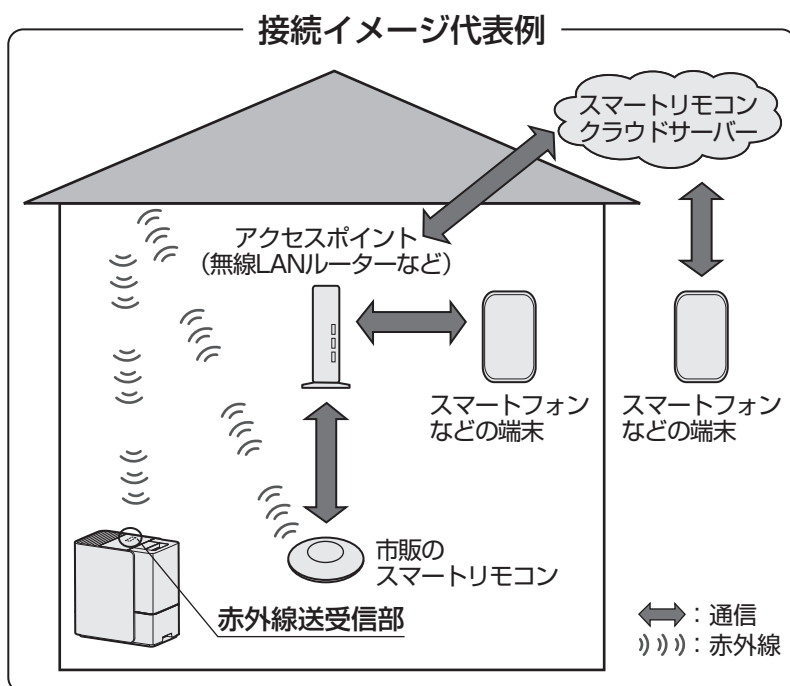 接続イメージ代表例
スマートリモコン
クラウドサーバー
アクセスポイント
（無線LANルーターなど）
スマートフォン
などの端末
スマートフォン
などの端末
市販の
スマートリモコン
赤外線送受信部
：通信
：赤外線